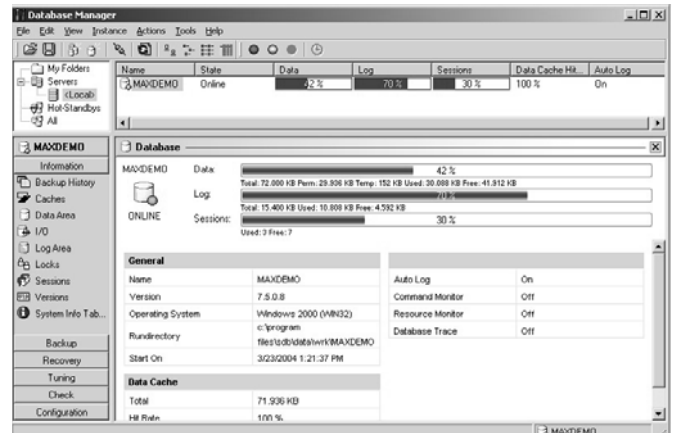 Database Manager
File Edit View Instance Actions Tools Help
My Folders
Servers
<Local>
Hot-Standbys
All
Name State Data Log Sessions Data Cache Hit... Auto Log
MAXDEMO Online 42 % 70 % 30 % 100 % On
MAXDEMO
Information
Backup History
Caches
Data Area
I/O
Log Area
Locks
Sessions
Versions
System Info Tab...
Backup
Recovery
Tuning
Check
Configuration
Database
MAXDEMO
ONLINE
Data: 42 %
Total: 72.000 KB Perm: 29.936 KB Temp: 152 KB Used: 30.088 KB Free: 41.912 KB
Log: 70 %
Total: 15.400 KB Used: 10.808 KB Free: 4.592 KB
Sessions: 30 %
Used: 3 Free: 7
General
Name MAXDEMO
Version 7.5.0.8
Operating System Windows 2000 (WIN32)
Rundirectory c:\program files\sdb\data\wrk\MAXDEMO
Start On 3/23/2004 1:21:37 PM
Auto Log On
Command Monitor Off
Resource Monitor Off
Database Trace Off
Data Cache
Total 71.936 KB
Hit Rate 100 %
MAXDEMO